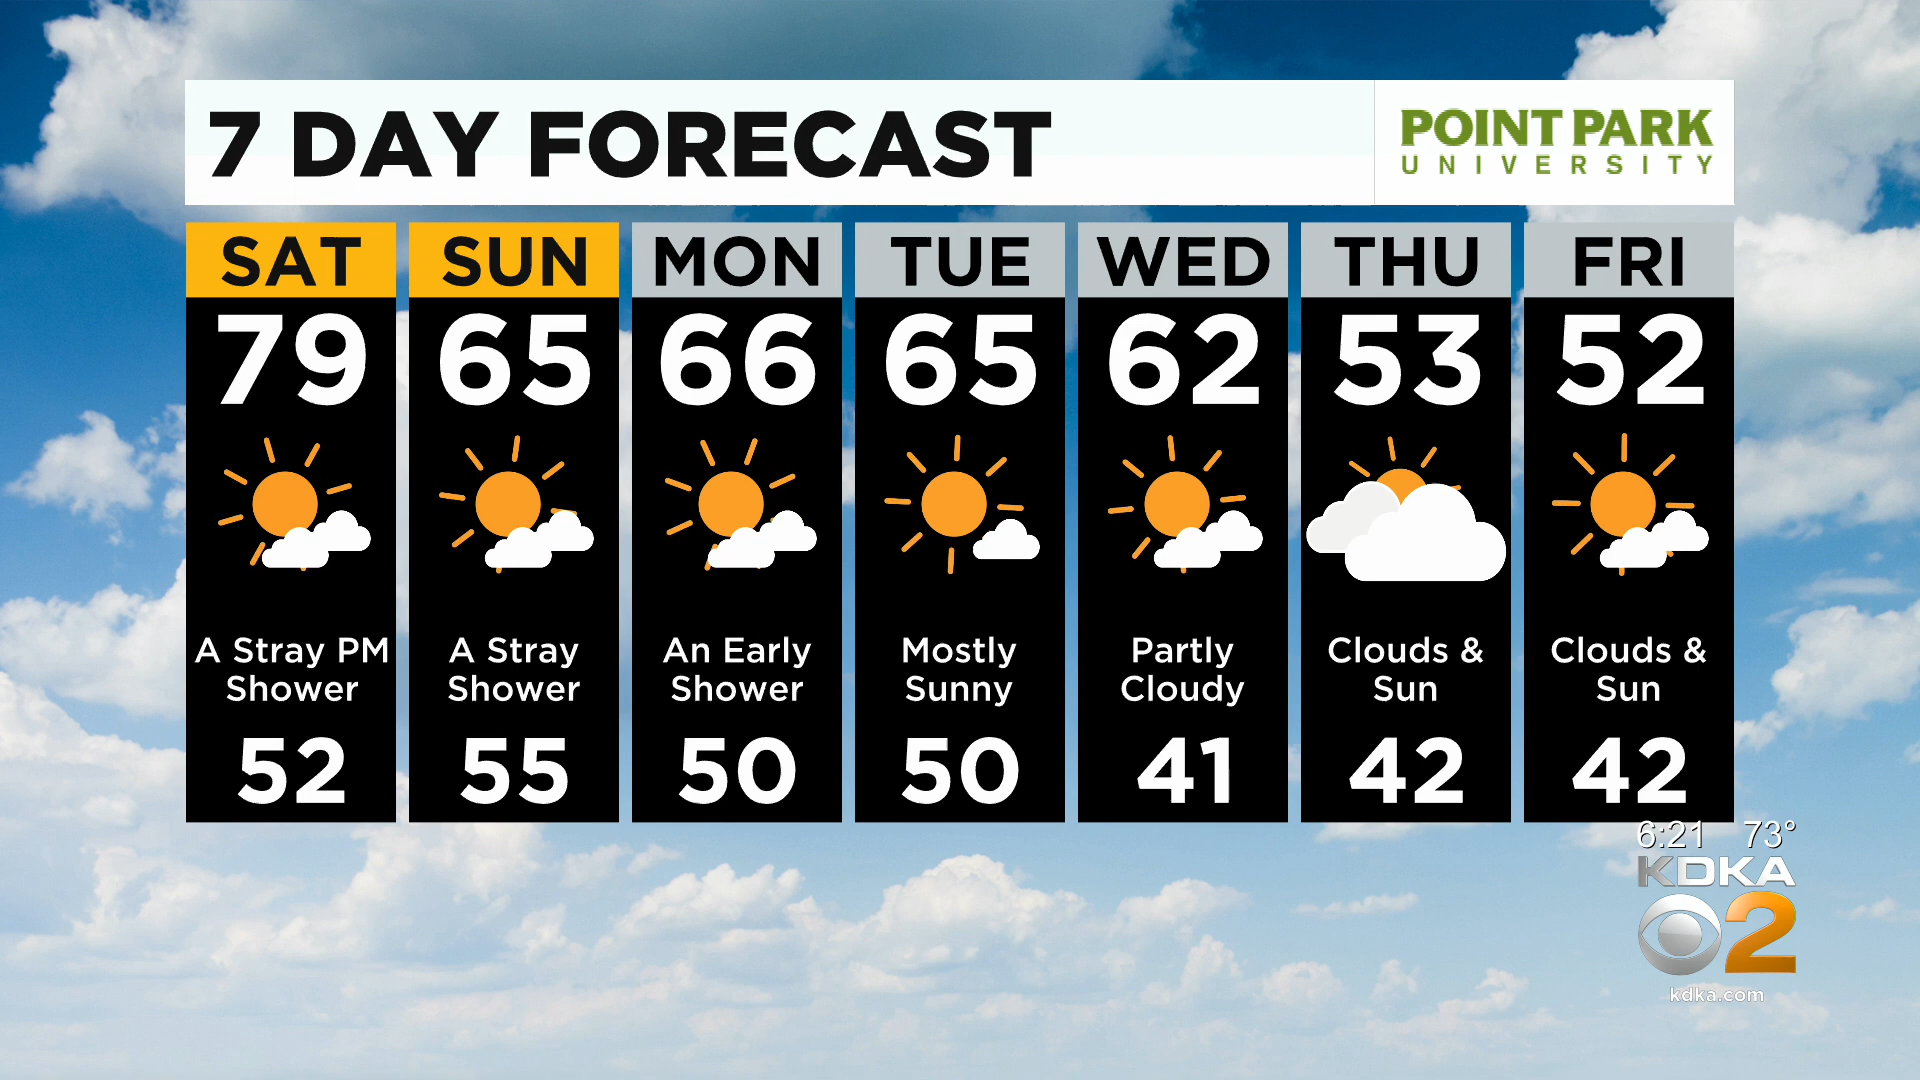 7 DAY FORECAST
POINT PARK
UNIVERSITY
SAT
79
A Stray PM
Shower
52
SUN
65
A Stray
Shower
55
MON
66
An Early
Shower
50
TUE
65
Mostly
Sunny
50
WED
62
Partly
Cloudy
41
THU
53
Clouds &
Sun
42
FRI
52
Clouds &
Sun
42
6:21 73°
KDKA
2
kdka.com